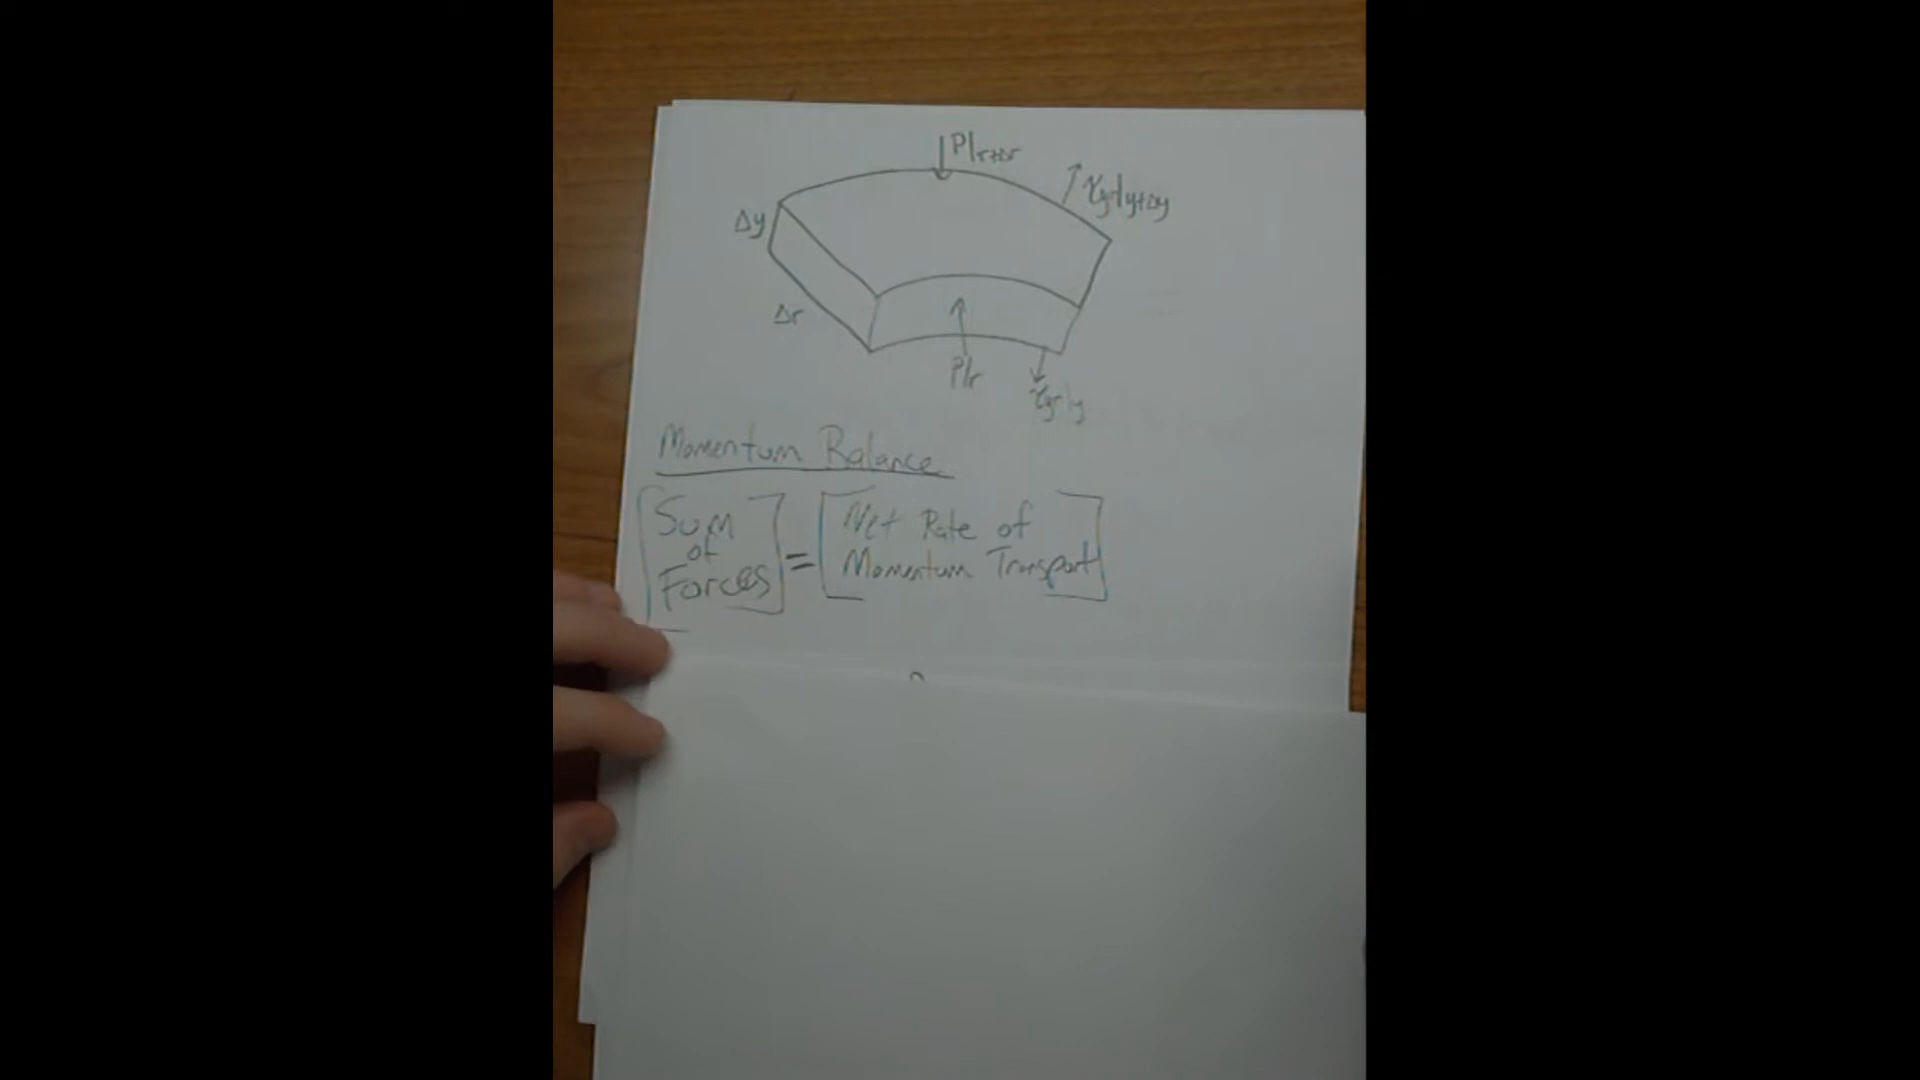 P|r+Δr
τyr|y+Δy
Δy
Δr
P|r
τyr|y
Momentum Balance
[Sum of Forces] = [Net Rate of Momentum Transport]